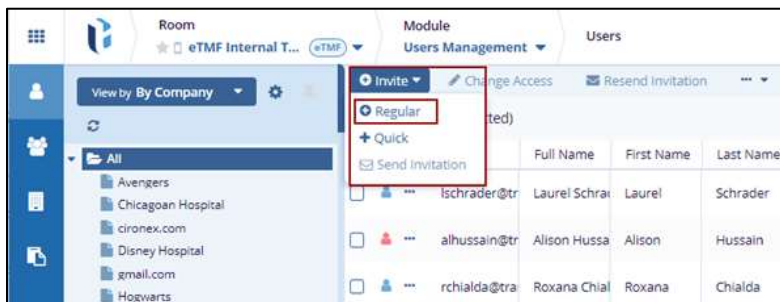 Room
eTMF Internal T... eTMF
Module
Users Management
Users
View by By Company
Invite
Change Access
Resend Invitation
Regular
Quick
Send Invitation
ted)
All
Avengers
Chicagoan Hospital
cironex.com
Disney Hospital
gmail.com
Hogwarts
Full Name First Name Last Name
lschrader@tr Laurel Schra Laurel Schrader
alhussain@tr Alison Hussa Alison Hussain
rchialda@tra Roxana Chial Roxana Chialda